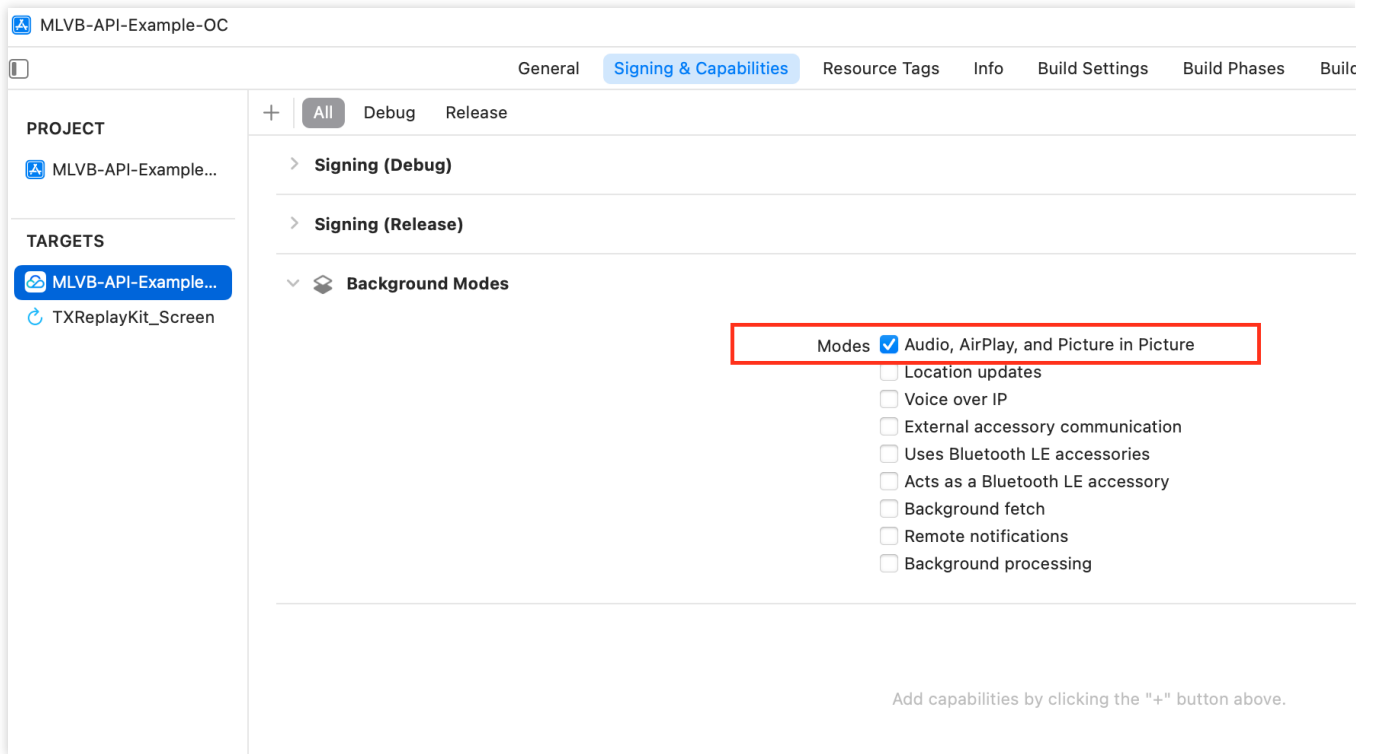 MLVB-API-Example-OC
General Signing & Capabilities Resource Tags Info Build Settings Build Phases Build
All Debug Release
PROJECT
MLVB-API-Example...
TARGETS
MLVB-API-Example...
TXReplayKit_Screen
Signing (Debug)
Signing (Release)
Background Modes
Modes Audio, AirPlay, and Picture in Picture
Location updates
Voice over IP
External accessory communication
Uses Bluetooth LE accessories
Acts as a Bluetooth LE accessory
Background fetch
Remote notifications
Background processing
Add capabilities by clicking the "+" button above.